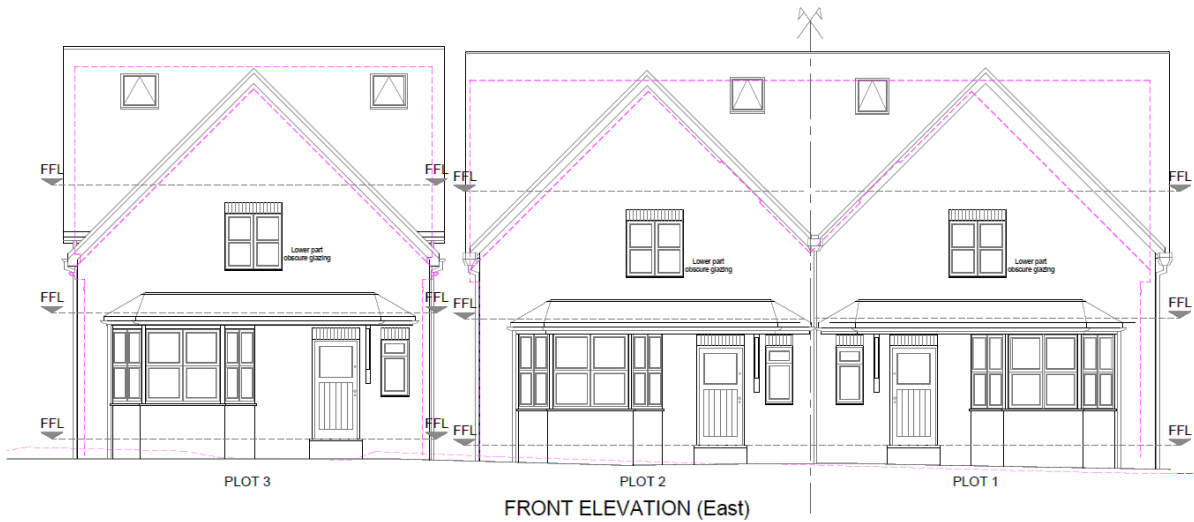 FFL
FFL
FFL
FFL
Lower part
obscure glazing
Lower part
obscure glazing
Lower part
obscure glazing
FFL
FFL
FFL
FFL
FFL
FFL
FFL
FFL
PLOT 3
PLOT 2
PLOT 1
FRONT ELEVATION (East)